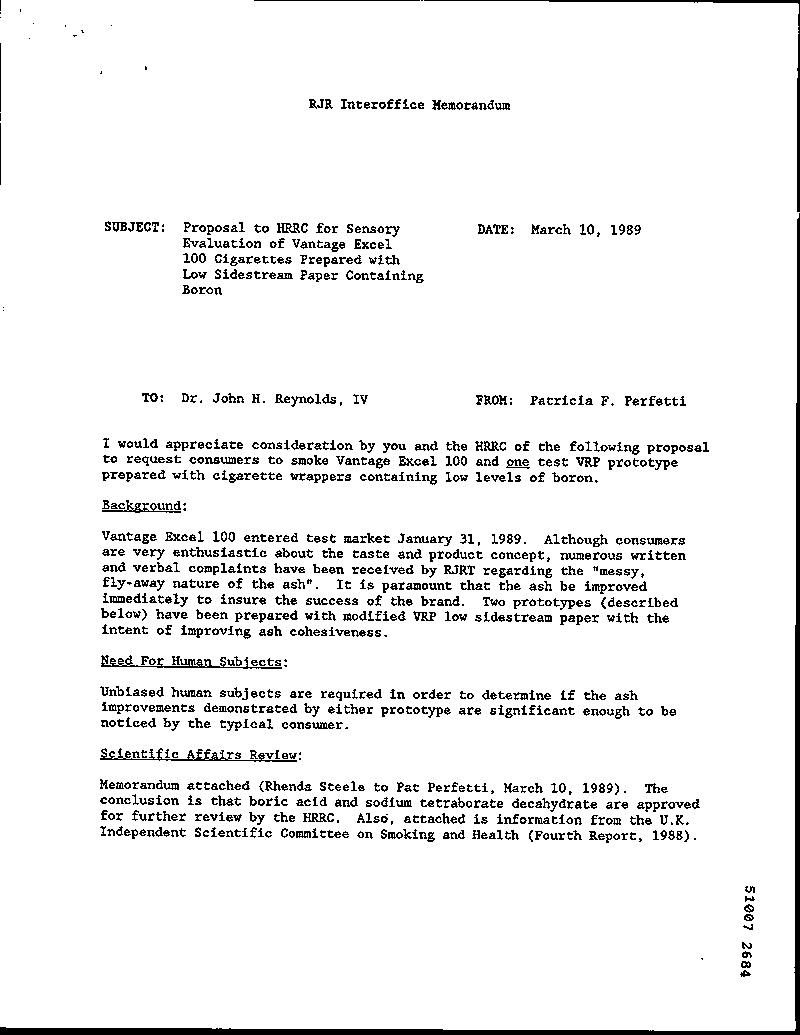 RJR Interoffice Memorandum
SUBJECT: Proposal to HRRC for Sensory
Evaluation of Vantage Excel
100 Cigarettes Prepared with
Low Sidestream Paper Containing
Boron
DATE: March 10, 1989
TO: Dr. John H. Reynolds, IV
FROM: Patricia F. Perfetti
I would appreciate consideration by you and the HRRC of the following proposal
to request consumers to smoke Vantage Excel 100 and one test VRP prototype
prepared with cigarette wrappers containing low levels of boron.
Background:
Vantage Excel 100 entered test market January 31, 1989. Although consumers
are very enthusiastic about the taste and product concept, numerous written
and verbal complaints have been received by RJRT regarding the "messy,
fly-away nature of the ash". It is paramount that the ash be improved
immediately to insure the success of the brand. Two prototypes (described
below) have been prepared with modified VRP low sidestream paper with the
intent of improving ash cohesiveness.
Need For Human Subjects:
Unbiased human subjects are required in order to determine if the ash
improvements demonstrated by either prototype are significant enough to be
noticed by the typical consumer.
Scientific Affairs Review:
Memorandum attached (Rhenda Steele to Pat Perfetti, March 10, 1989). The
conclusion is that boric acid and sodium tetraborate decahydrate are approved
for further review by the HRRC. Also, attached is information from the U.K.
Independent Scientific Committee on Smoking and Health (Fourth Report, 1988).
51007 2684